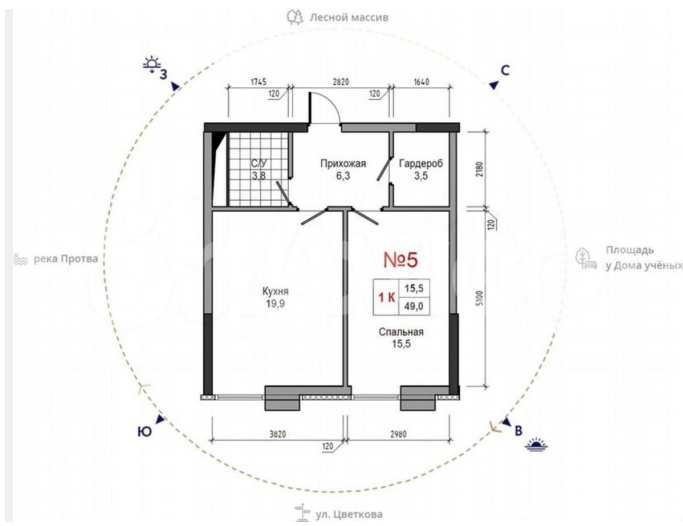 Лесной массив
З
С
1745
2820
1640
120
120
С/У
3,8
Прихожая
6,3
Гардероб
3,5
2180
120
река Протва
Площадь
у Дома учёных
№5
Кухня
19,9
1 К
15,5
49,0
Спальная
15,5
5100
Ю
В
3820
2980
120
ул. Цветкова